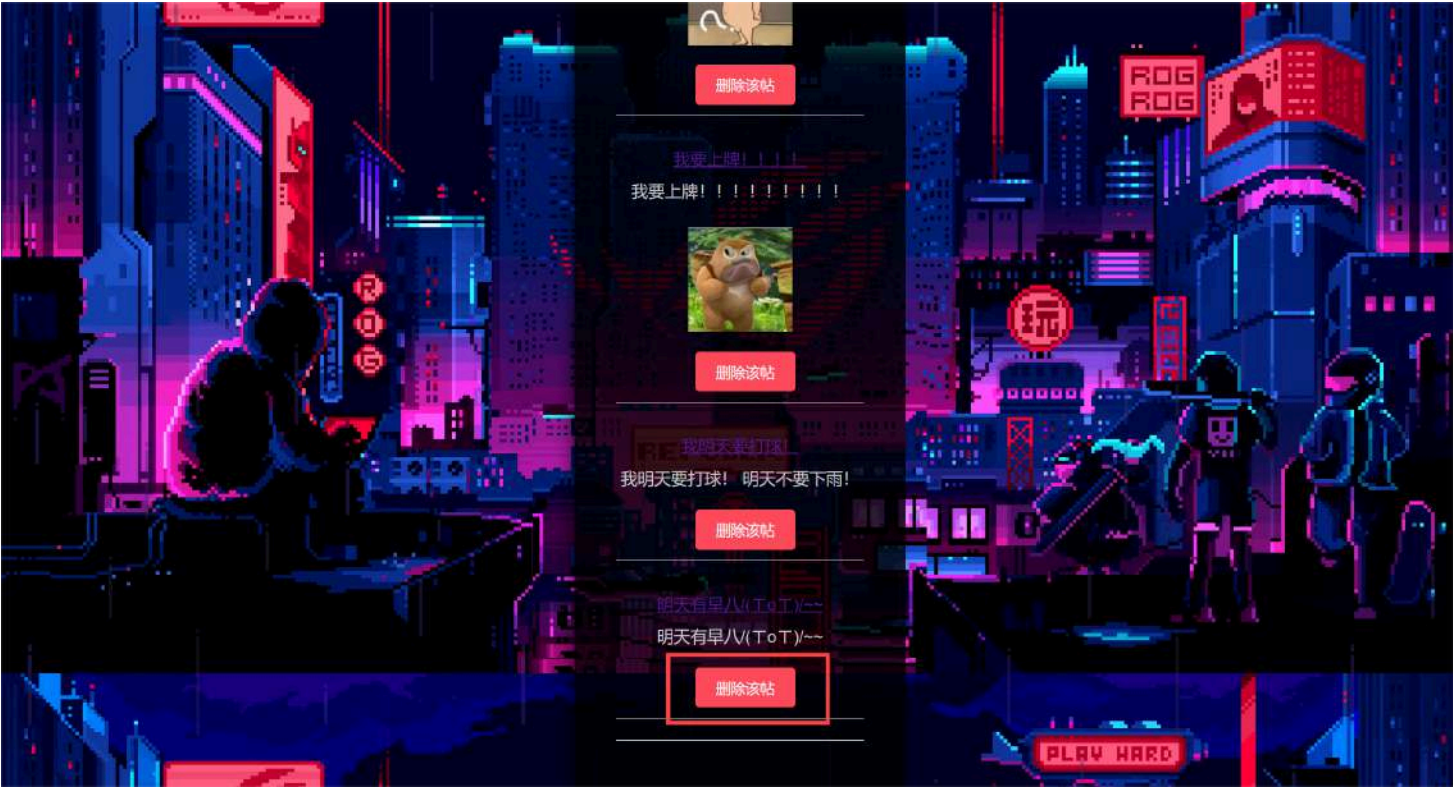 删除该帖
我要上牌！！！！
我要上牌！！！！！！！！！
删除该帖
我明天要打球！
我明天要打球！ 明天不要下雨！
删除该帖
明天有早八/(ㄒoㄒ)/~~
明天有早八/(ㄒoㄒ)/~~
删除该帖
ROG
ROG
R
O
G
玩
PLAY HARD